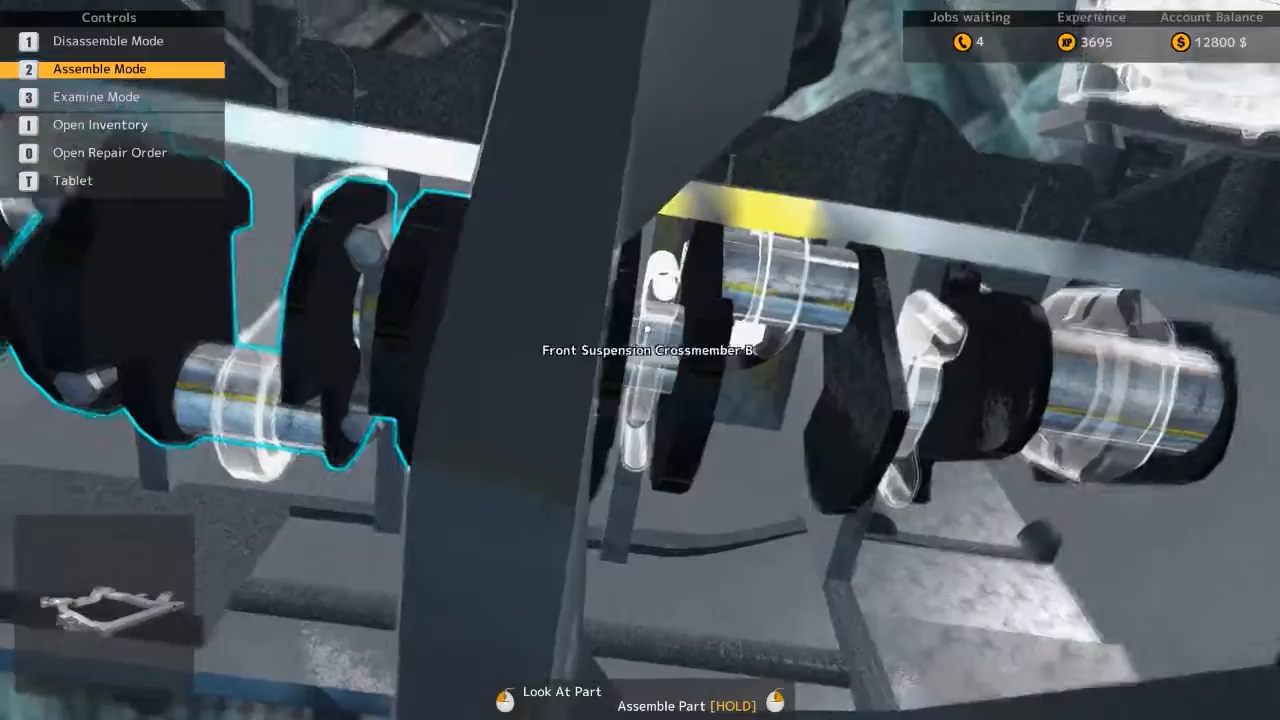 Controls
1 Disassemble Mode
2 Assemble Mode
3 Examine Mode
I Open Inventory
O Open Repair Order
T Tablet
Jobs waiting Experience Account Balance
4 XP 3695 $ 12800 $
Front Suspension Crossmember B
Look At Part
Assemble Part [HOLD]